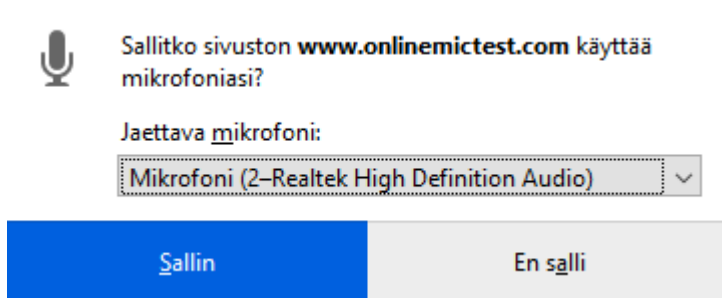 Sallitko sivuston www.onlinemictest.com käyttää
mikrofoniasi?
Jaettava mikrofoni:
Mikrofoni (2–Realtek High Definition Audio)
Sallin
En salli